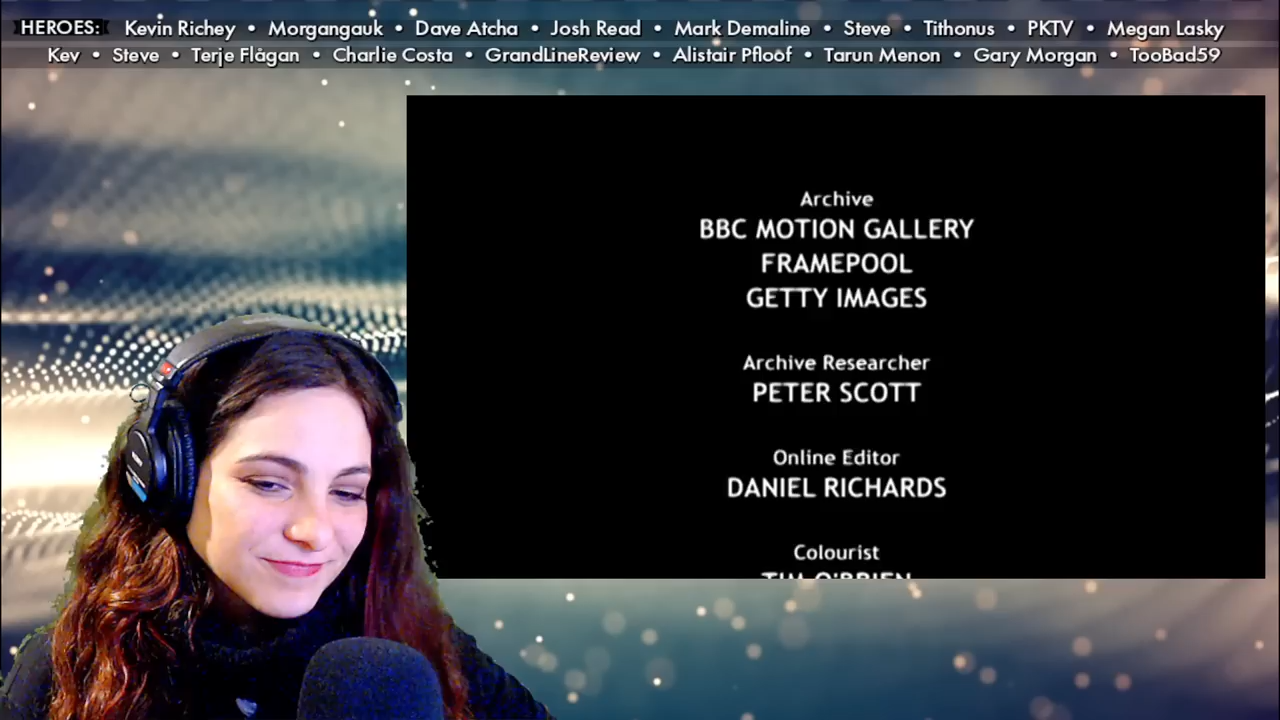 HEROES: Kevin Richey • Morgangauk • Dave Atcha • Josh Read • Mark Demaline • Steve • Tithonus • PKTV • Megan Lasky
Kev • Steve • Terje Flågan • Charlie Costa • GrandLineReview • Alistair Pfloof • Tarun Menon • Gary Morgan • TooBad59
Archive
BBC MOTION GALLERY
FRAMEPOOL
GETTY IMAGES
Archive Researcher
PETER SCOTT
Online Editor
DANIEL RICHARDS
Colourist
TIM O'BRIEN